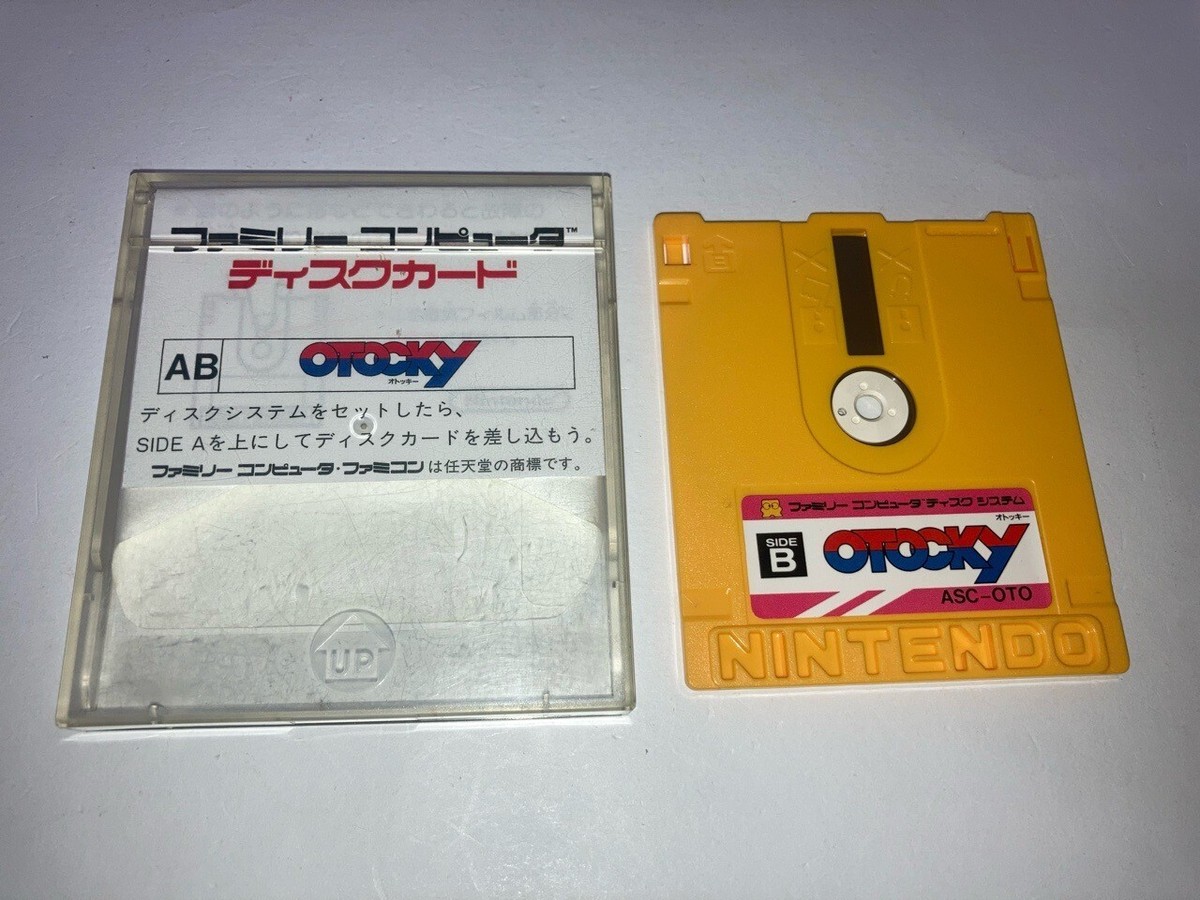 ファミリー コンピュータ™
ディスクカード
AB OTOCKY
オトッキー
ディスクシステムをセットしたら、
SIDE Aを上にしてディスクカードを差し込もう。
ファミリー コンピュータ・ファミコンは任天堂の商標です。
UP
ファミリー コンピュータ ディスク システム
オトッキー
SIDE B OTOCKY
ASC-OTO
NINTENDO